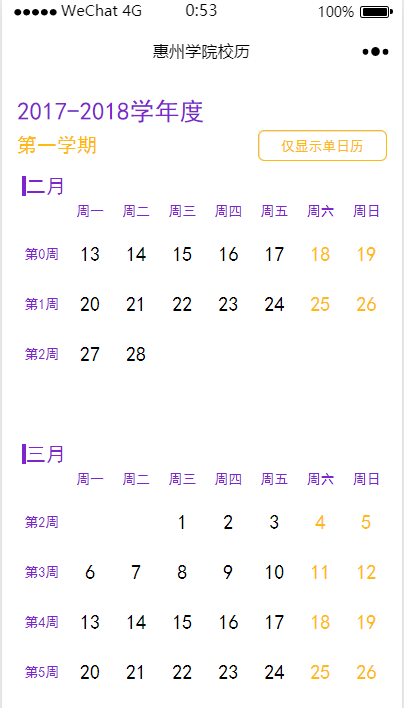 ●●●●● WeChat 4G 0:53 100%
惠州学院校历 •••
2017-2018学年度
第一学期 仅显示单日历
二月
周一 周二 周三 周四 周五 周六 周日
第0周 13 14 15 16 17 18 19
第1周 20 21 22 23 24 25 26
第2周 27 28
三月
周一 周二 周三 周四 周五 周六 周日
第2周 1 2 3 4 5
第3周 6 7 8 9 10 11 12
第4周 13 14 15 16 17 18 19
第5周 20 21 22 23 24 25 26